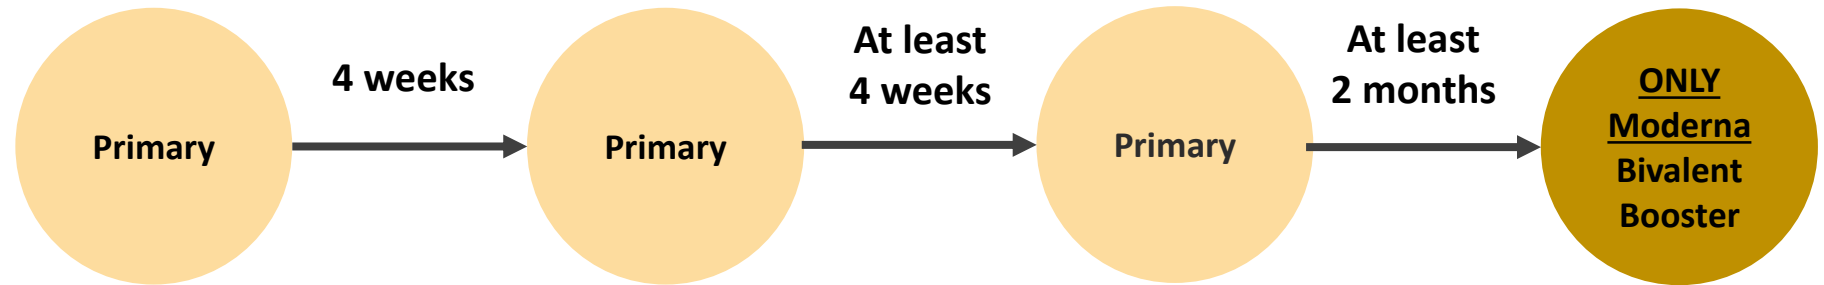 Primary
4 weeks
Primary
At least
4 weeks
Primary
At least
2 months
ONLY
Moderna
Bivalent
Booster